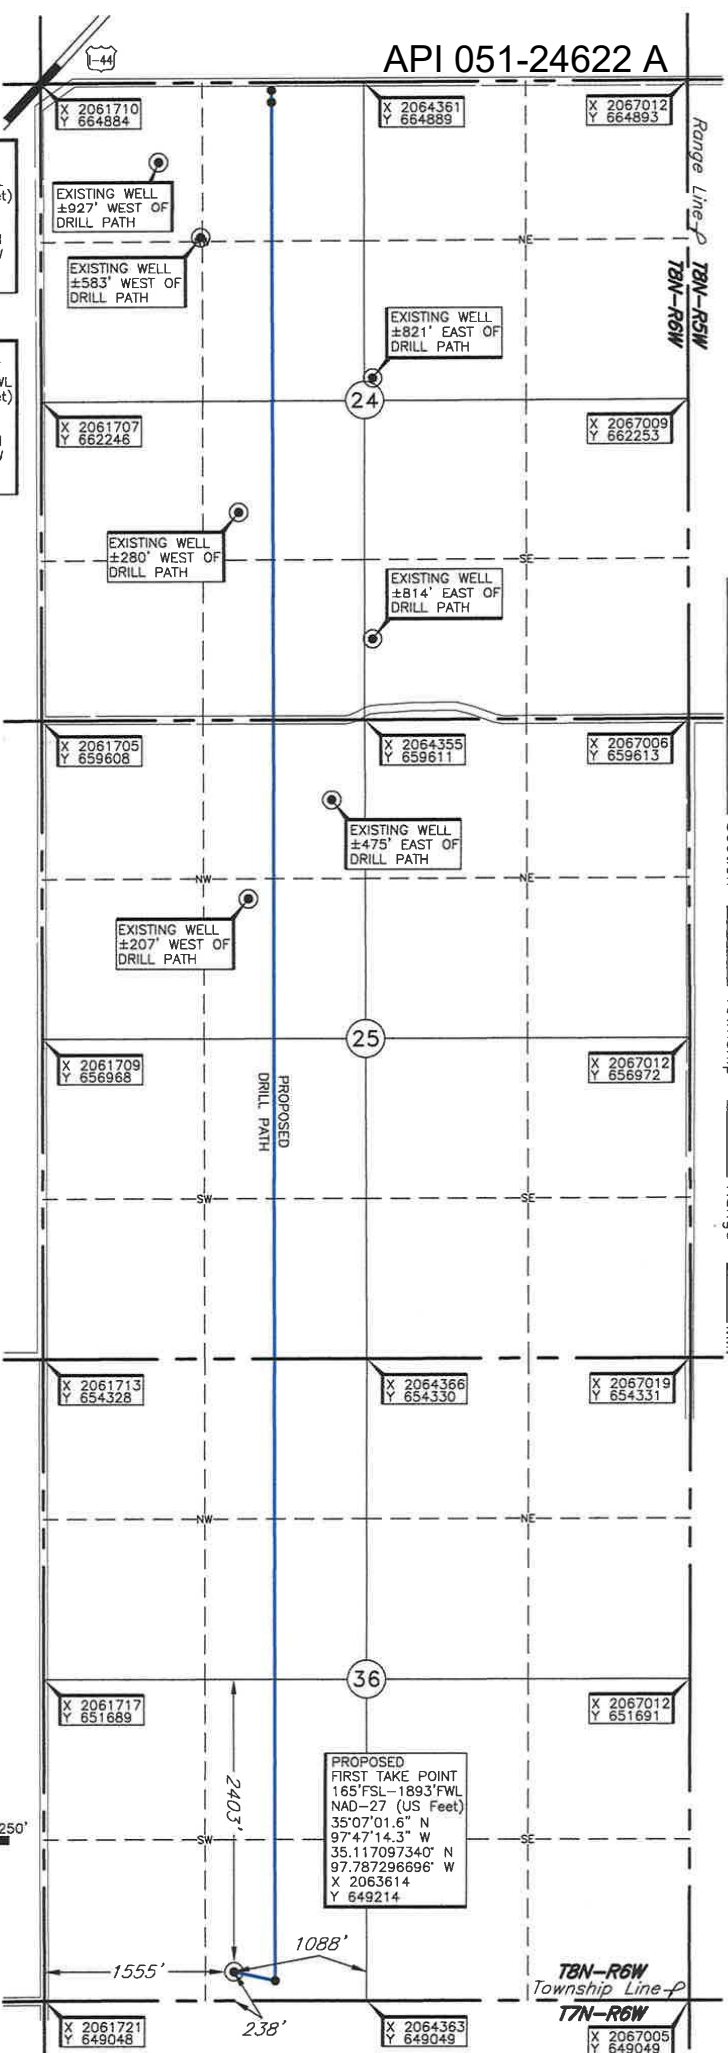 API 051-24622 A
I-44
X 2061710
Y 664884
X 2064361
Y 664889
X 2067012
Y 664893
Range Line
T8N-R6W
T8N-R5W
EXISTING WELL
±927' WEST OF
DRILL PATH
NE
EXISTING WELL
±583' WEST OF
DRILL PATH
EXISTING WELL
±821' EAST OF
DRILL PATH
24
X 2061707
Y 662246
X 2067009
Y 662253
EXISTING WELL
±280' WEST OF
DRILL PATH
SE
EXISTING WELL
±814' EAST OF
DRILL PATH
X 2061705
Y 659608
X 2064355
Y 659611
X 2067006
Y 659613
EXISTING WELL
±475' EAST OF
DRILL PATH
NW
NE
EXISTING WELL
±207' WEST OF
DRILL PATH
25
X 2061709
Y 656968
X 2067012
Y 656972
PROPOSED
DRILL PATH
SW
SE
X 2061713
Y 654328
X 2064366
Y 654330
X 2067019
Y 654331
NW
NE
36
X 2061717
Y 651689
X 2067012
Y 651691
2403'
PROPOSED
FIRST TAKE POINT
165'FSL-1893'FWL
NAD-27 (US Feet)
35°07'01.6" N
97°47'14.3" W
35.117097340° N
97.787296696° W
X 2063614
Y 649214
250'
SW
SE
1555'
1088'
238'
T8N-R6W
Township Line
T7N-R6W
X 2061721
Y 649048
X 2064363
Y 649049
X 2067005
Y 649049